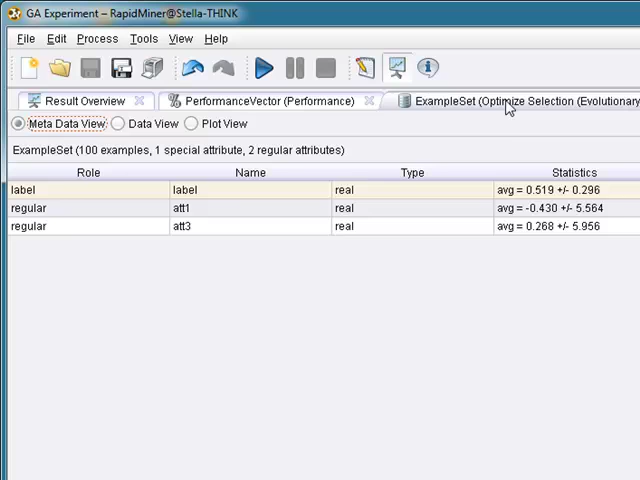 GA Experiment – RapidMiner@Stella-THINK
File Edit Process Tools View Help
Result Overview PerformanceVector (Performance) ExampleSet (Optimize Selection (Evolutionary
Meta Data View Data View Plot View
ExampleSet (100 examples, 1 special attribute, 2 regular attributes)
Role Name Type Statistics
label label real avg = 0.519 +/- 0.296
regular att1 real avg = -0.430 +/- 5.564
regular att3 real avg = 0.268 +/- 5.956